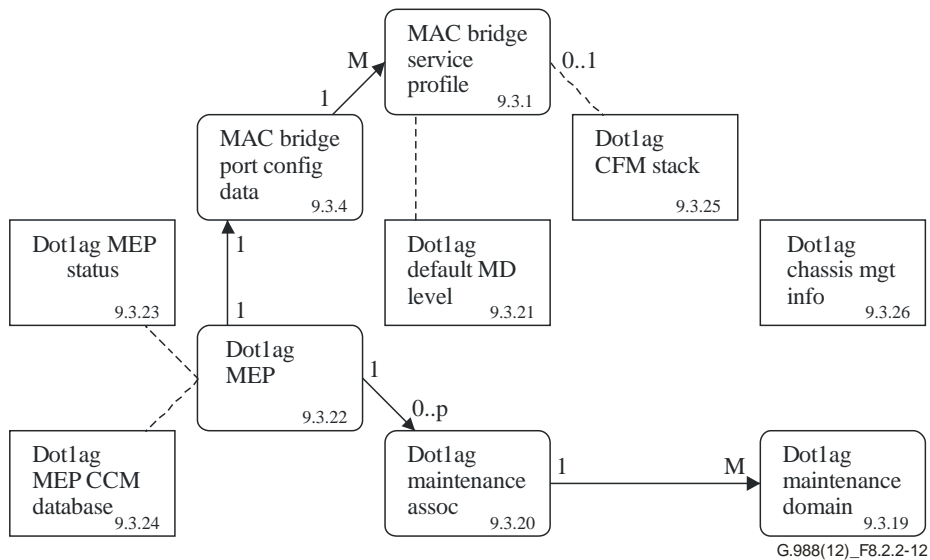 MAC bridge
service
profile
9.3.1
M
0..1
1
MAC bridge
port config
data
9.3.4
Dot1ag
CFM stack
9.3.25
Dot1ag MEP
status
9.3.23
1
Dot1ag
default MD
level
9.3.21
Dot1ag
chassis mgt
info
9.3.26
1
Dot1ag
MEP
9.3.22
1
0..p
Dot1ag
MEP CCM
database
9.3.24
Dot1ag
maintenance
assoc
9.3.20
1
M
Dot1ag
maintenance
domain
9.3.19
G.988(12)_F8.2.2-12